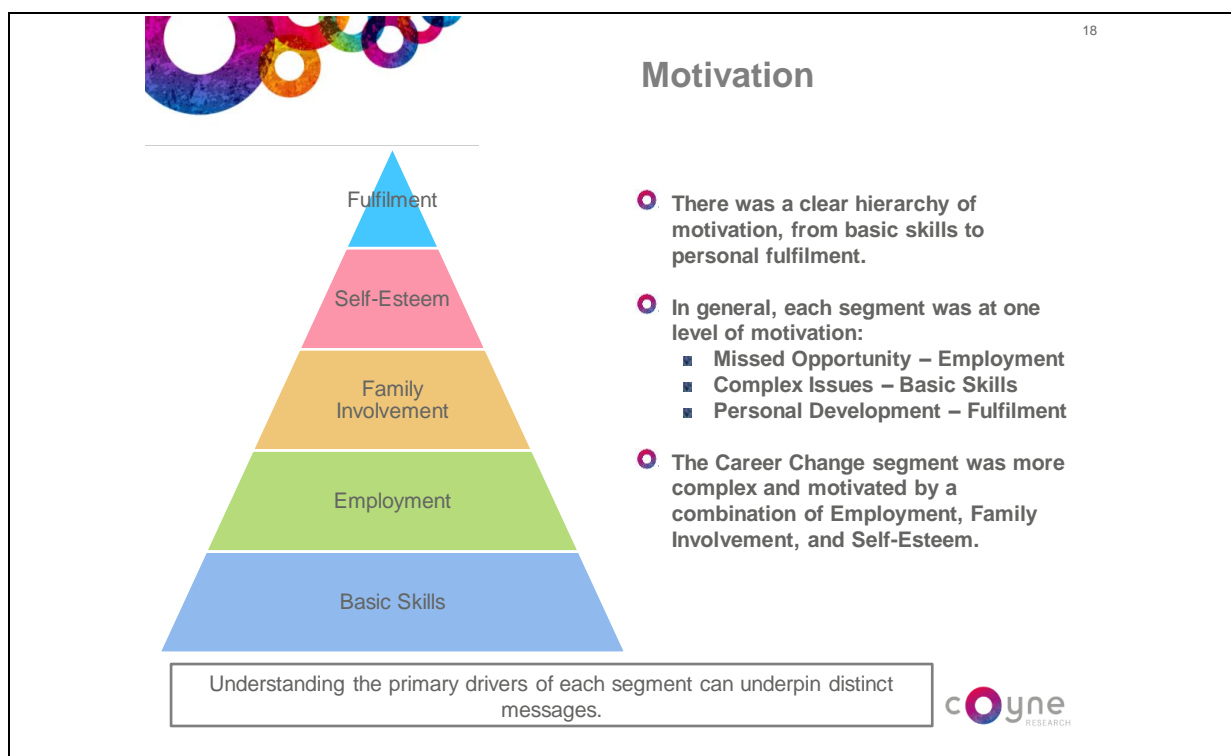 18
Motivation
Fulfilment
Self-Esteem
Family
Involvement
Employment
Basic Skills
There was a clear hierarchy of
motivation, from basic skills to
personal fulfilment.
In general, each segment was at one
level of motivation:
Missed Opportunity – Employment
Complex Issues – Basic Skills
Personal Development – Fulfilment
The Career Change segment was more
complex and motivated by a
combination of Employment, Family
Involvement, and Self-Esteem.
Understanding the primary drivers of each segment can underpin distinct
messages.
coyne
RESEARCH